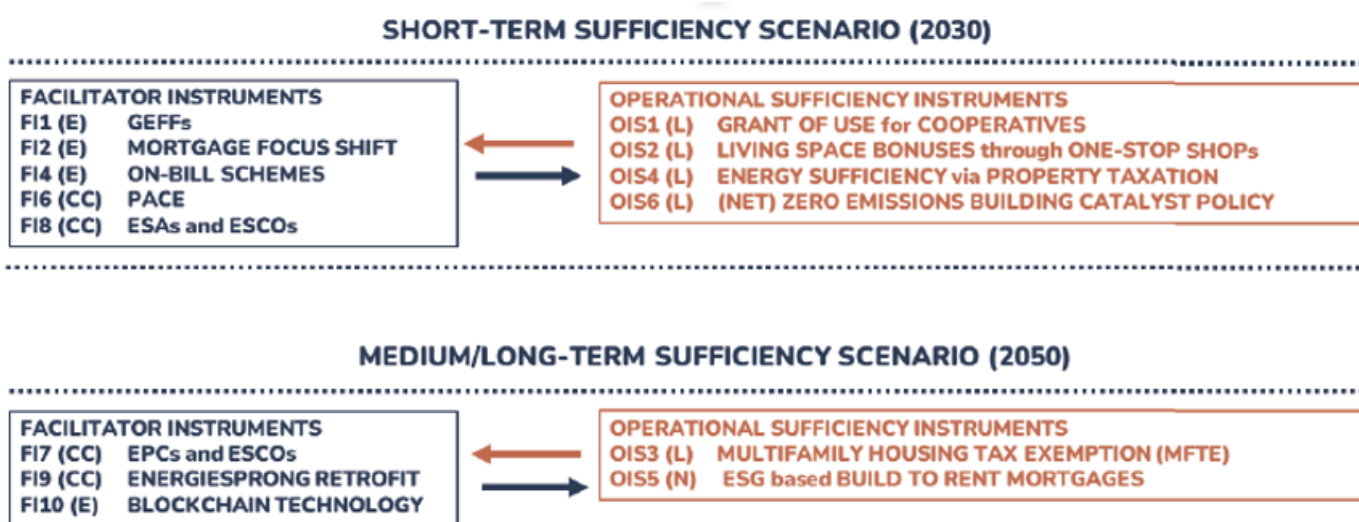 SHORT-TERM SUFFICIENCY SCENARIO (2030)
FACILITATOR INSTRUMENTS
FI1 (E) GEFFs
FI2 (E) MORTGAGE FOCUS SHIFT
FI4 (E) ON-BILL SCHEMES
FI6 (CC) PACE
FI8 (CC) ESAs and ESCOs
OPERATIONAL SUFFICIENCY INSTRUMENTS
OIS1 (L) GRANT OF USE for COOPERATIVES
OIS2 (L) LIVING SPACE BONUSES through ONE-STOP SHOPs
OIS4 (L) ENERGY SUFFICIENCY via PROPERTY TAXATION
OIS6 (L) (NET) ZERO EMISSIONS BUILDING CATALYST POLICY
MEDIUM/LONG-TERM SUFFICIENCY SCENARIO (2050)
FACILITATOR INSTRUMENTS
FI7 (CC) EPCs and ESCOs
FI9 (CC) ENERGIESPRONG RETROFIT
FI10 (E) BLOCKCHAIN TECHNOLOGY
OPERATIONAL SUFFICIENCY INSTRUMENTS
OIS3 (L) MULTIFAMILY HOUSING TAX EXEMPTION (MFTE)
OIS5 (N) ESG based BUILD TO RENT MORTGAGES